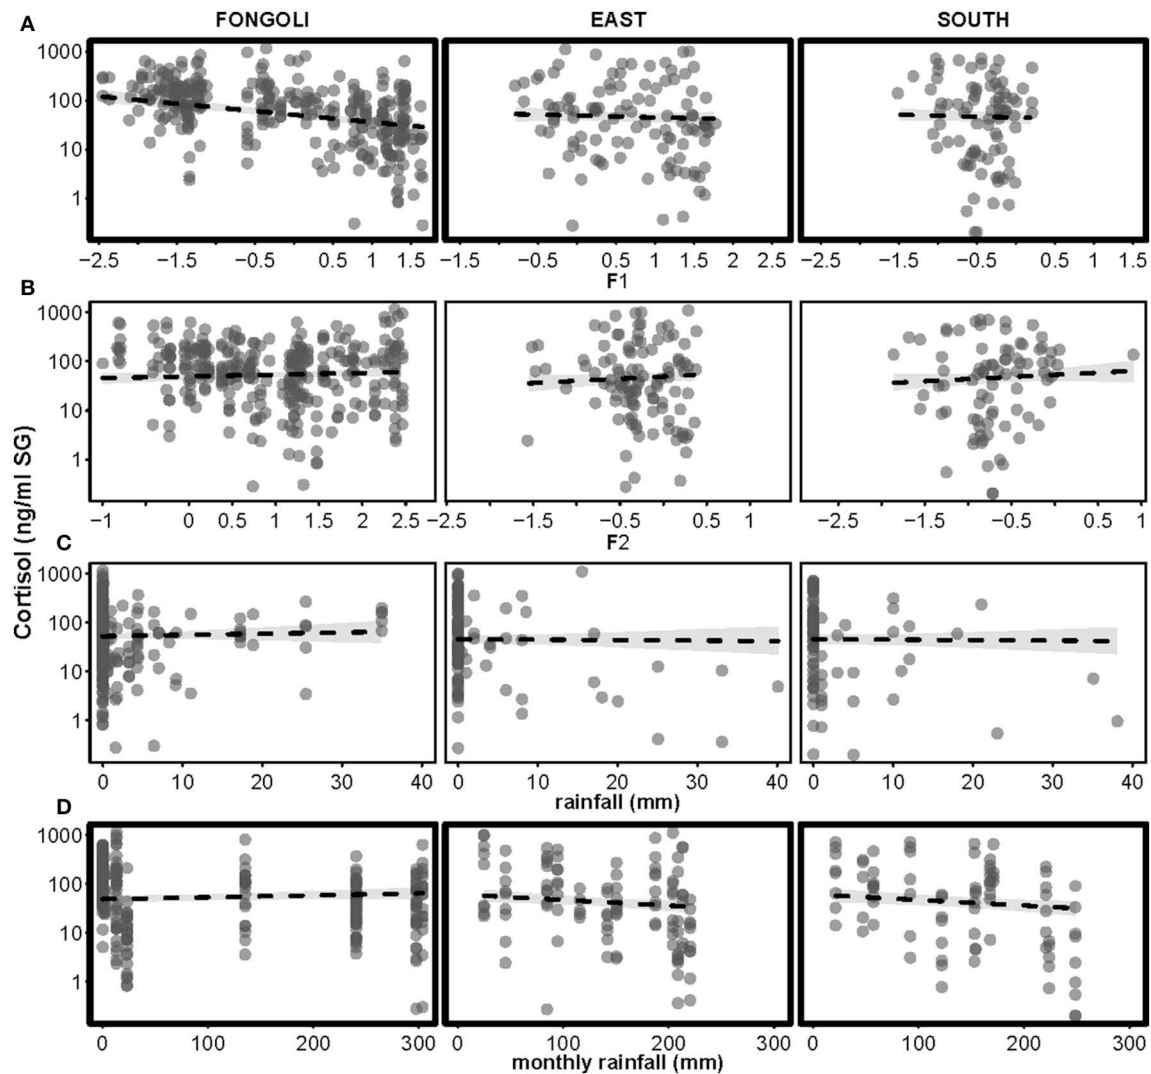 A FONGOLI EAST SOUTH
1000
100
10
1
−2.5 −1.5 −0.5 0.5 1 1.5 −2.5 −1.5 −0.5 0.5 1 1.5 2 2.5 −2.5 −1.5 −0.5 0.5 1 1.5
F1
B
1000
100
10
1
−1 0 0.5 1 1.5 2 2.5 −2.5 −1.5 −0.5 0.5 1 −2.5 −1.5 −0.5 0.5 1
F2
C
1000
100
10
1
0 10 20 30 40 0 10 20 30 40 0 10 20 30 40
rainfall (mm)
D
1000
100
10
1
0 100 200 300 0 100 200 300 0 100 200 300
monthly rainfall (mm)
Cortisol (ng/ml SG)